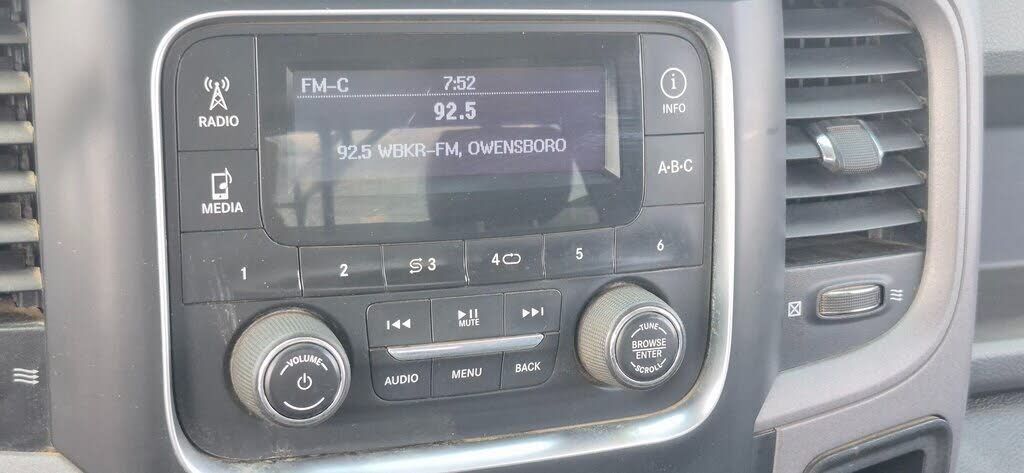 FM-C 7:52
92.5
92.5 WBKR-FM, OWENSBORO
RADIO
MEDIA
i
INFO
A•B•C
1 2 3 4 5 6
MUTE
AUDIO MENU BACK
VOLUME
TUNE
BROWSE
ENTER
SCROLL